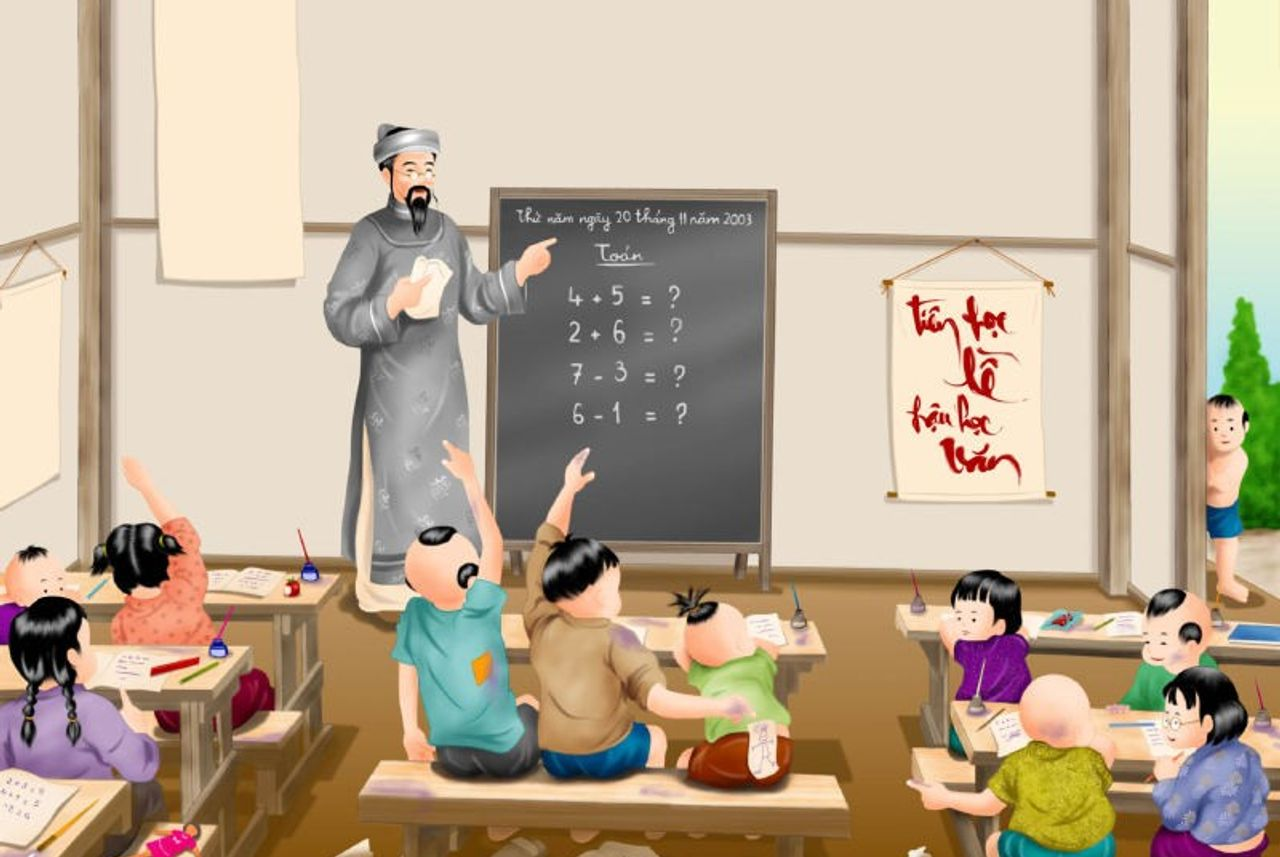 Thứ năm ngày 20 tháng 11 năm 2003
Toán
4 + 5 = ?
2 + 6 = ?
7 - 3 = ?
6 - 1 = ?
tiên học
lễ
hậu học
văn